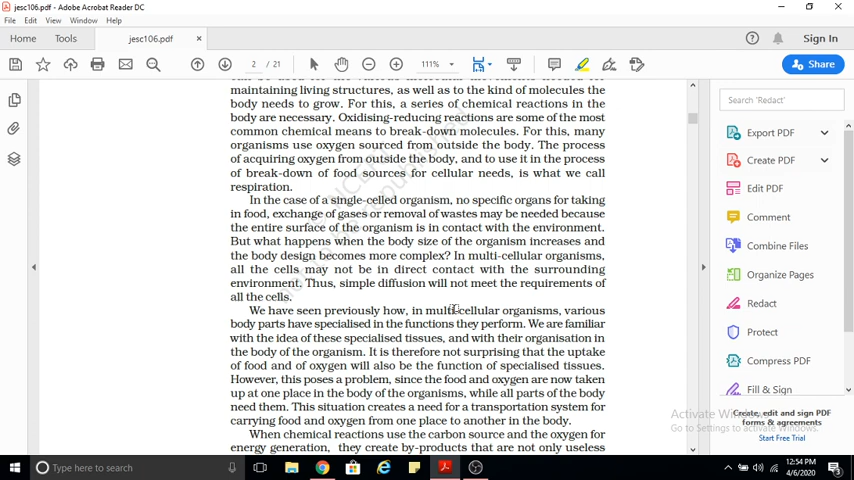 jesc106.pdf - Adobe Acrobat Reader DC
File Edit View Window Help
Home Tools jesc106.pdf × Sign In
2 / 21 111% Share
maintaining living structures, as well as to the kind of molecules the
body needs to grow. For this, a series of chemical reactions in the
body are necessary. Oxidising-reducing reactions are some of the most
common chemical means to break-down molecules. For this, many
organisms use oxygen sourced from outside the body. The process
of acquiring oxygen from outside the body, and to use it in the process
of break-down of food sources for cellular needs, is what we call
respiration.
In the case of a single-celled organism, no specific organs for taking
in food, exchange of gases or removal of wastes may be needed because
the entire surface of the organism is in contact with the environment.
But what happens when the body size of the organism increases and
the body design becomes more complex? In multi-cellular organisms,
all the cells may not be in direct contact with the surrounding
environment. Thus, simple diffusion will not meet the requirements of
all the cells.
We have seen previously how, in multi-cellular organisms, various
body parts have specialised in the functions they perform. We are familiar
with the idea of these specialised tissues, and with their organisation in
the body of the organism. It is therefore not surprising that the uptake
of food and of oxygen will also be the function of specialised tissues.
However, this poses a problem, since the food and oxygen are now taken
up at one place in the body of the organisms, while all parts of the body
need them. This situation creates a need for a transportation system for
carrying food and oxygen from one place to another in the body.
When chemical reactions use the carbon source and the oxygen for
energy generation, they create by-products that are not only useless
Search 'Redact'
Export PDF
Create PDF
Edit PDF
Comment
Combine Files
Organize Pages
Redact
Protect
Compress PDF
Fill & Sign
Activate Windows
Go to Settings to activate Windows.
Create, edit and sign PDF
forms & agreements
Start Free Trial
Type here to search
12:54 PM
4/6/2020
3